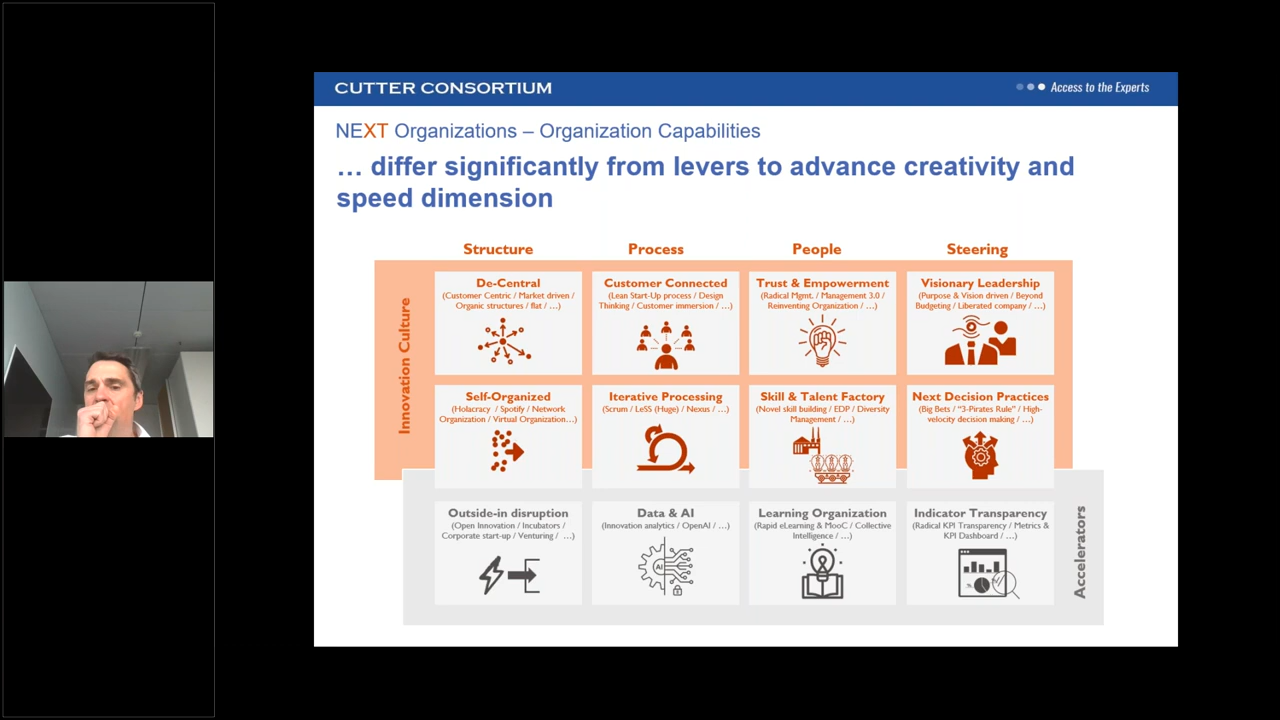 CUTTER CONSORTIUM
Access to the Experts
NEXT Organizations – Organization Capabilities
… differ significantly from levers to advance creativity and
speed dimension
Structure
Process
People
Steering
Innovation Culture
De-Central
(Customer Centric / Market driven /
Organic structures / flat / …)
Customer Connected
(Lean Start-Up process / Design
Thinking / Customer immersion / …)
Trust & Empowerment
(Radical Mgmt. / Management 3.0 /
Reinventing Organization / …)
Visionary Leadership
(Purpose & Vision driven / Beyond
Budgeting / Liberated company / …)
Self-Organized
(Holacracy / Spotify / Network
Organization / Virtual Organization…)
Iterative Processing
(Scrum / LeSS (Huge) / Nexus / …)
Skill & Talent Factory
(Novel skill building / EDP / Diversity
Management / …)
Next Decision Practices
(Big Bets / "3-Pirates Rule" / High-
velocity decision making / …)
Outside-in disruption
(Open Innovation / Incubators /
Corporate start-up / Venturing / …)
Data & AI
(Innovation analytics / OpenAI / …)
AI
Learning Organization
(Rapid eLearning & MooC / Collective
Intelligence / …)
Indicator Transparency
(Radical KPI Transparency / Metrics &
KPI Dashboard / …)
Accelerators